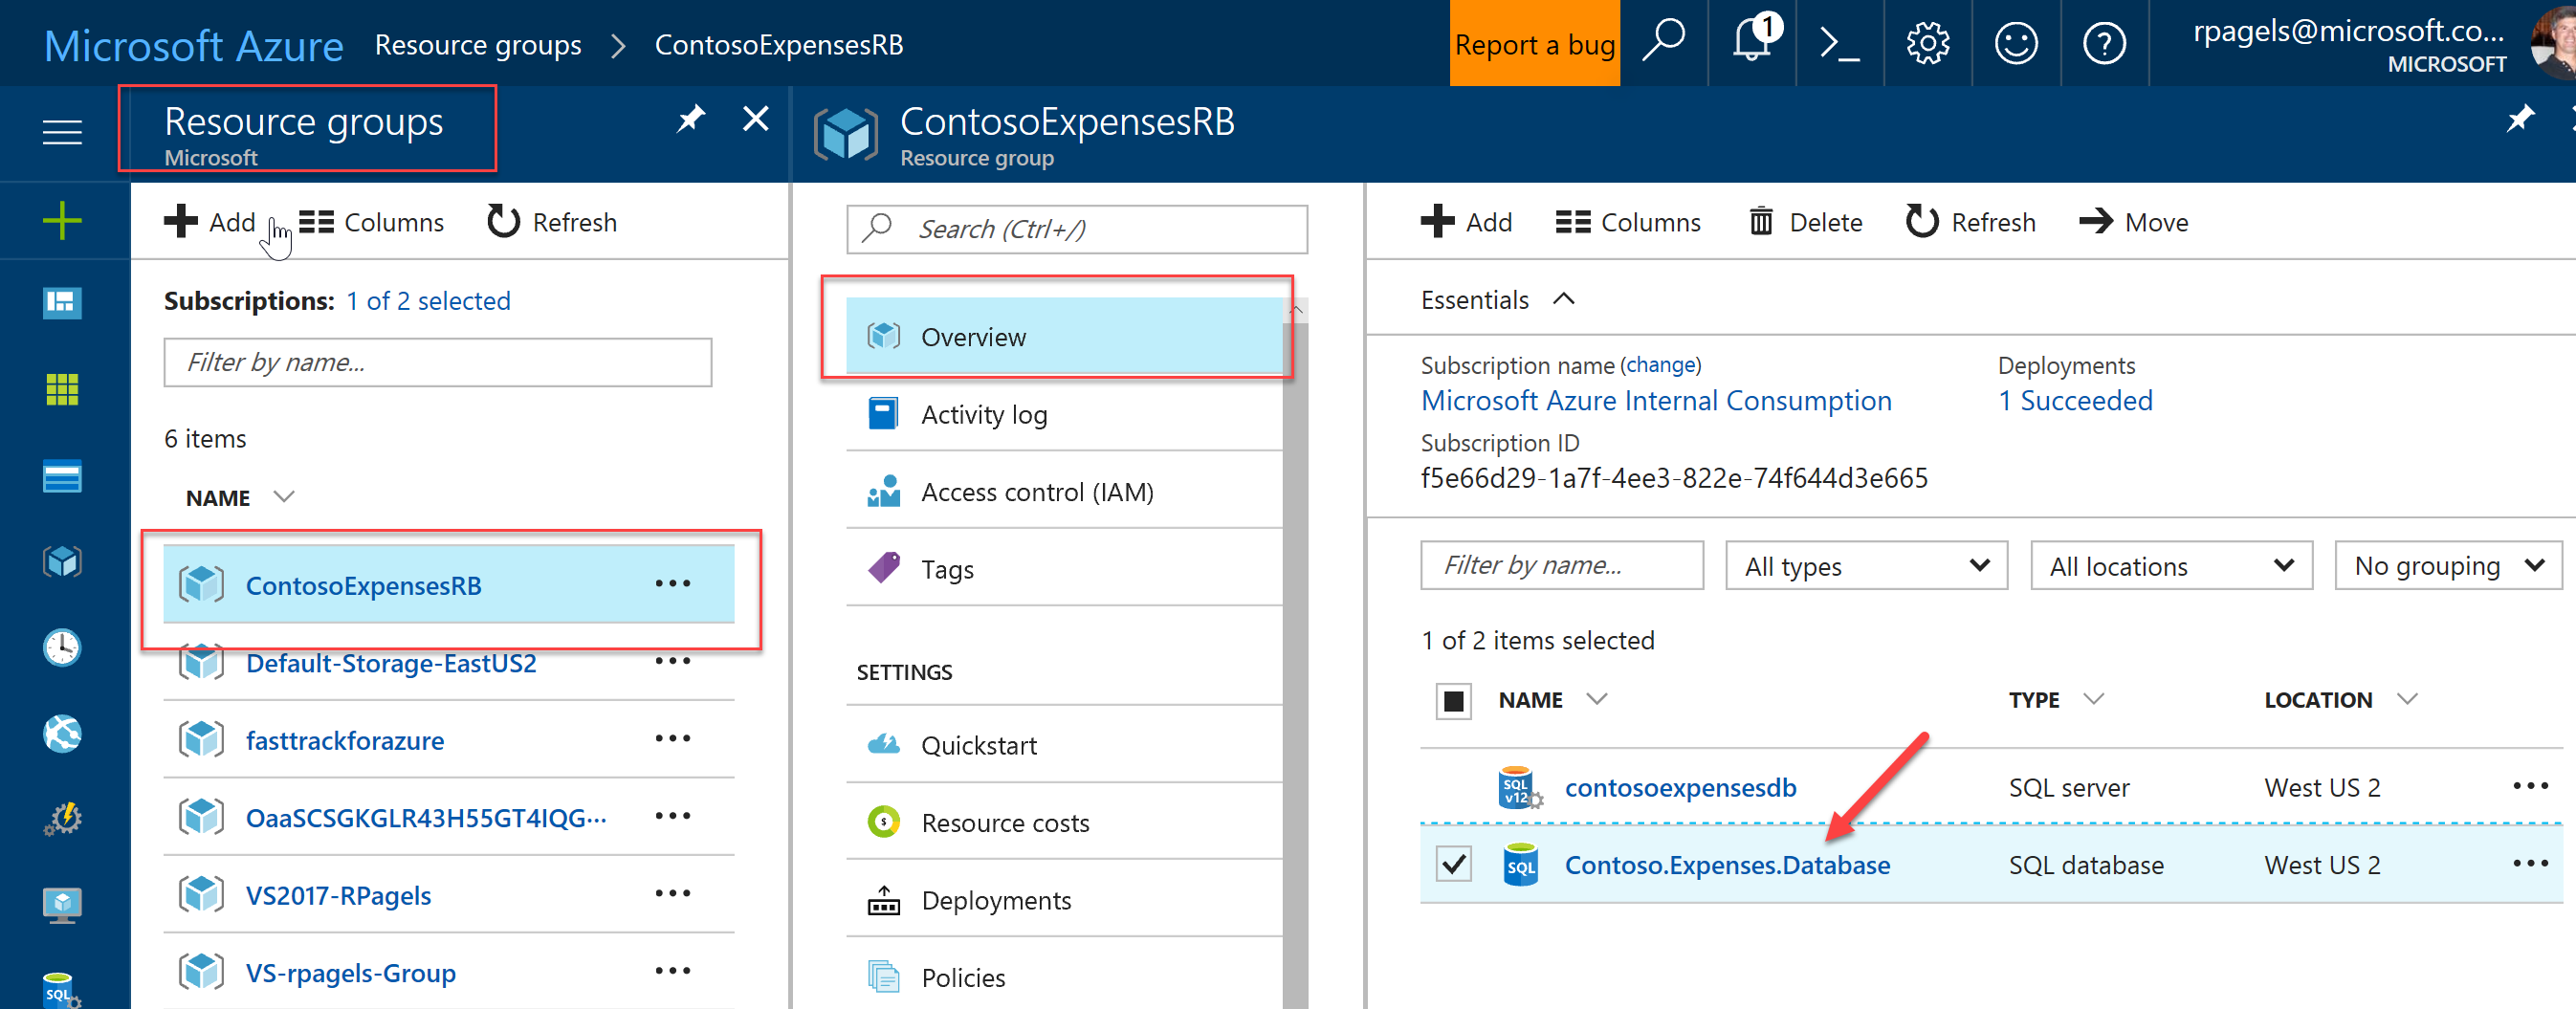 Microsoft Azure Resource groups > ContosoExpensesRB
Report a bug
1
rpagels@microsoft.co...
MICROSOFT
Resource groups
Microsoft
Add
Columns
Refresh
Subscriptions: 1 of 2 selected
Filter by name...
6 items
NAME
ContosoExpensesRB
Default-Storage-EastUS2
fasttrackforazure
OaaSCSGKGLR43H55GT4IQG...
VS2017-RPagels
VS-rpagels-Group
SQL
ContosoExpensesRB
Resource group
Search (Ctrl+/)
Overview
Activity log
Access control (IAM)
Tags
SETTINGS
Quickstart
Resource costs
Deployments
Policies
Add
Columns
Delete
Refresh
Move
Essentials
Subscription name (change)
Microsoft Azure Internal Consumption
Deployments
1 Succeeded
Subscription ID
f5e66d29-1a7f-4ee3-822e-74f644d3e665
Filter by name...
All types
All locations
No grouping
1 of 2 items selected
NAME TYPE LOCATION
SQL v12 contosoexpensesdb SQL server West US 2
SQL Contoso.Expenses.Database SQL database West US 2